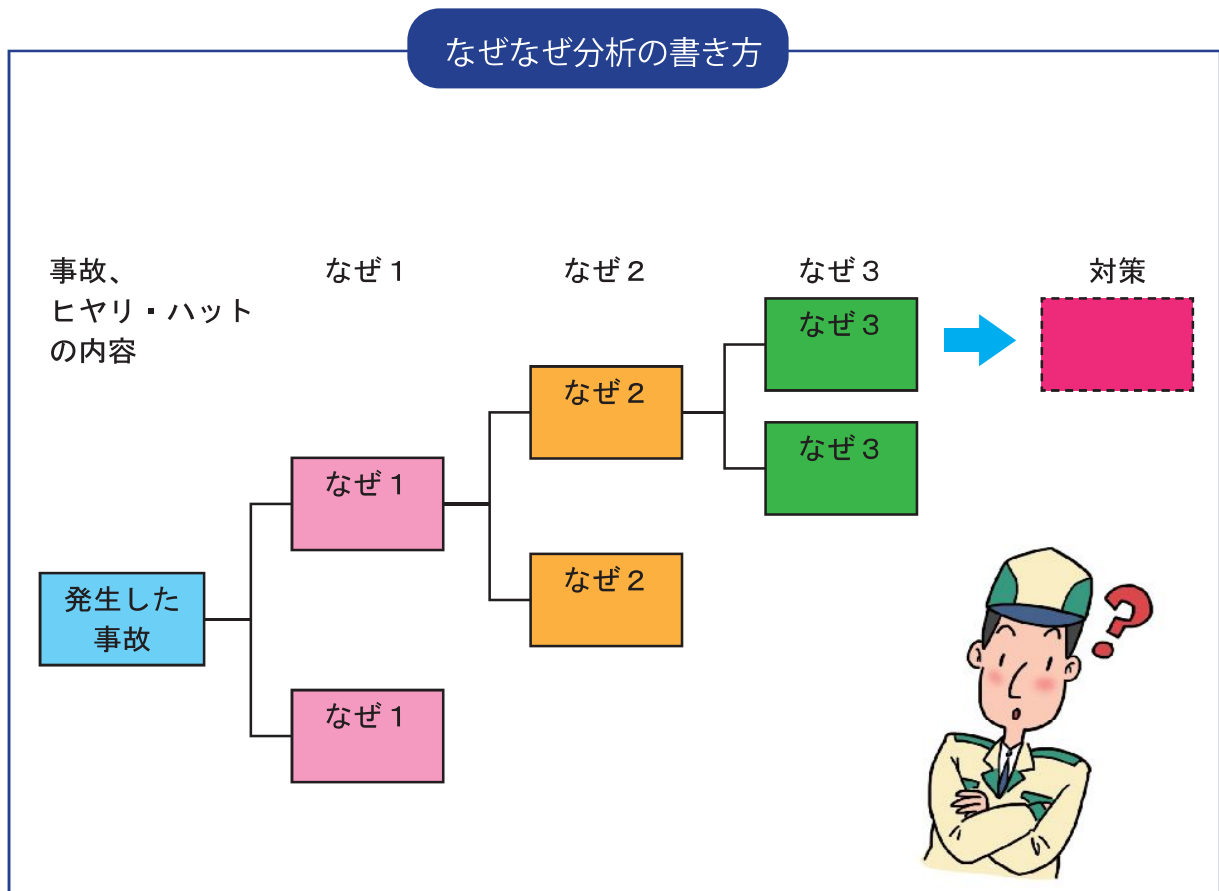 なぜなぜ分析の書き方
事故、
ヒヤリ・ハット
の内容
なぜ1
なぜ2
なぜ3
対策
なぜ3
なぜ2
なぜ3
なぜ1
なぜ2
発生した
事故
なぜ1
?